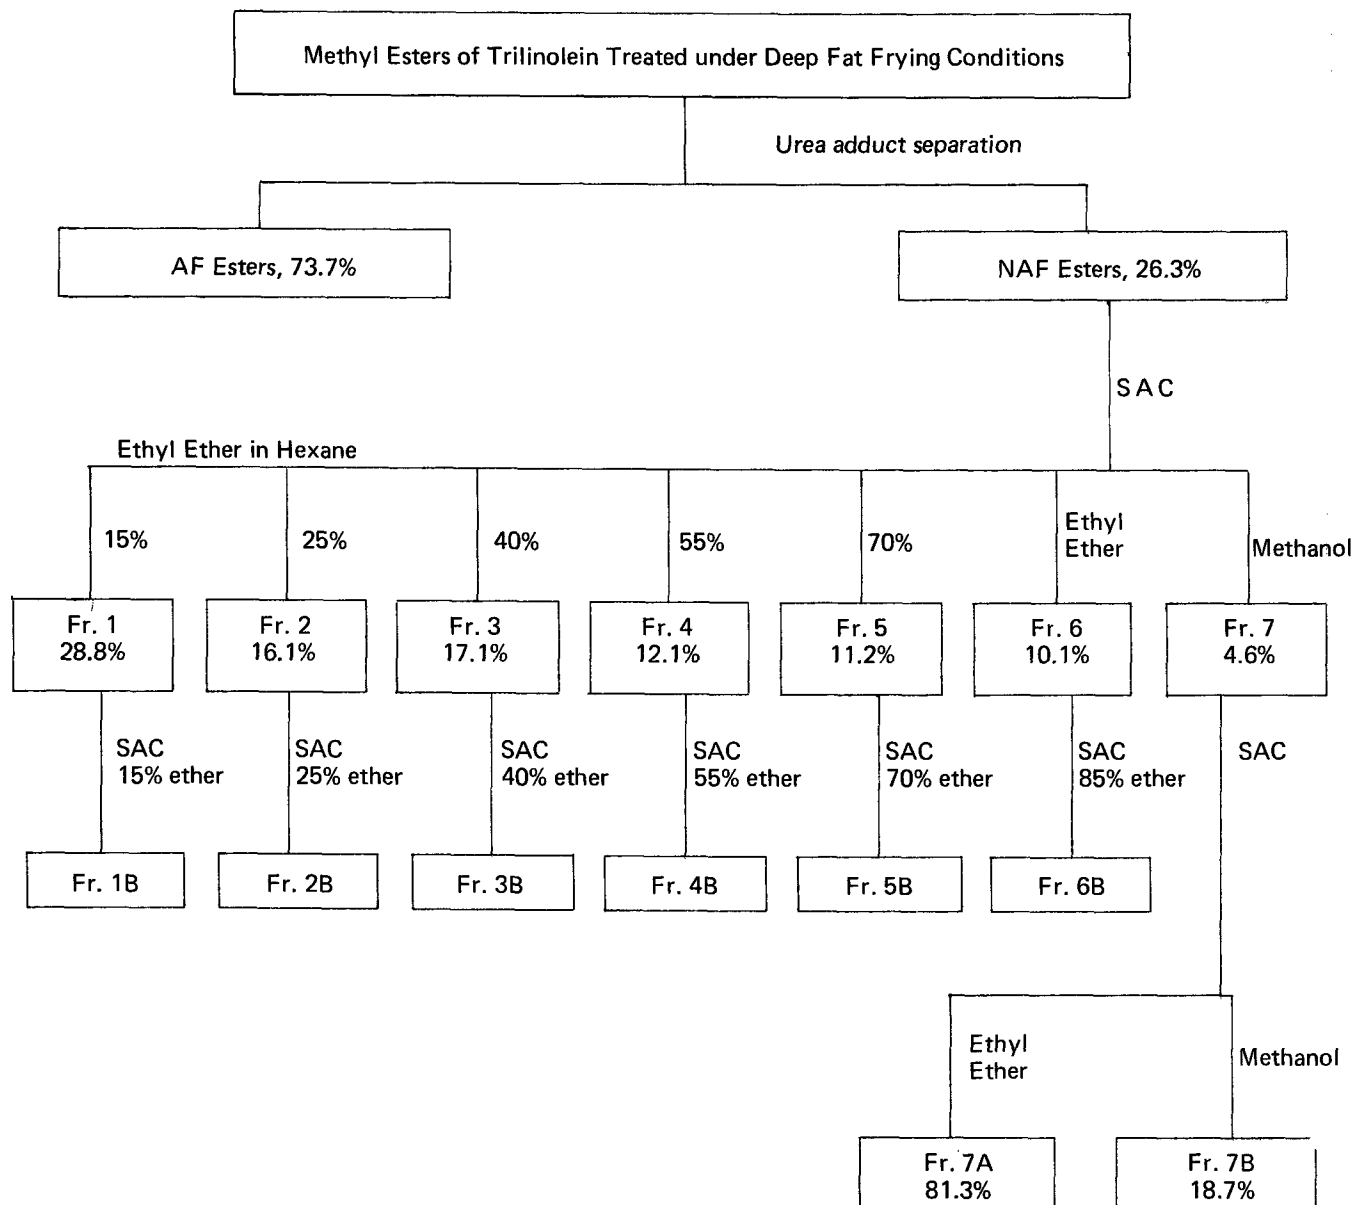 Methyl Esters of Trilinolein Treated under Deep Fat Frying Conditions
Urea adduct separation
AF Esters, 73.7%
NAF Esters, 26.3%
SAC
Ethyl Ether in Hexane
15%
25%
40%
55%
70%
Ethyl
Ether
Methanol
Fr. 1
28.8%
Fr. 2
16.1%
Fr. 3
17.1%
Fr. 4
12.1%
Fr. 5
11.2%
Fr. 6
10.1%
Fr. 7
4.6%
SAC
15% ether
SAC
25% ether
SAC
40% ether
SAC
55% ether
SAC
70% ether
SAC
85% ether
SAC
Fr. 1B
Fr. 2B
Fr. 3B
Fr. 4B
Fr. 5B
Fr. 6B
Ethyl
Ether
Methanol
Fr. 7A
81.3%
Fr. 7B
18.7%